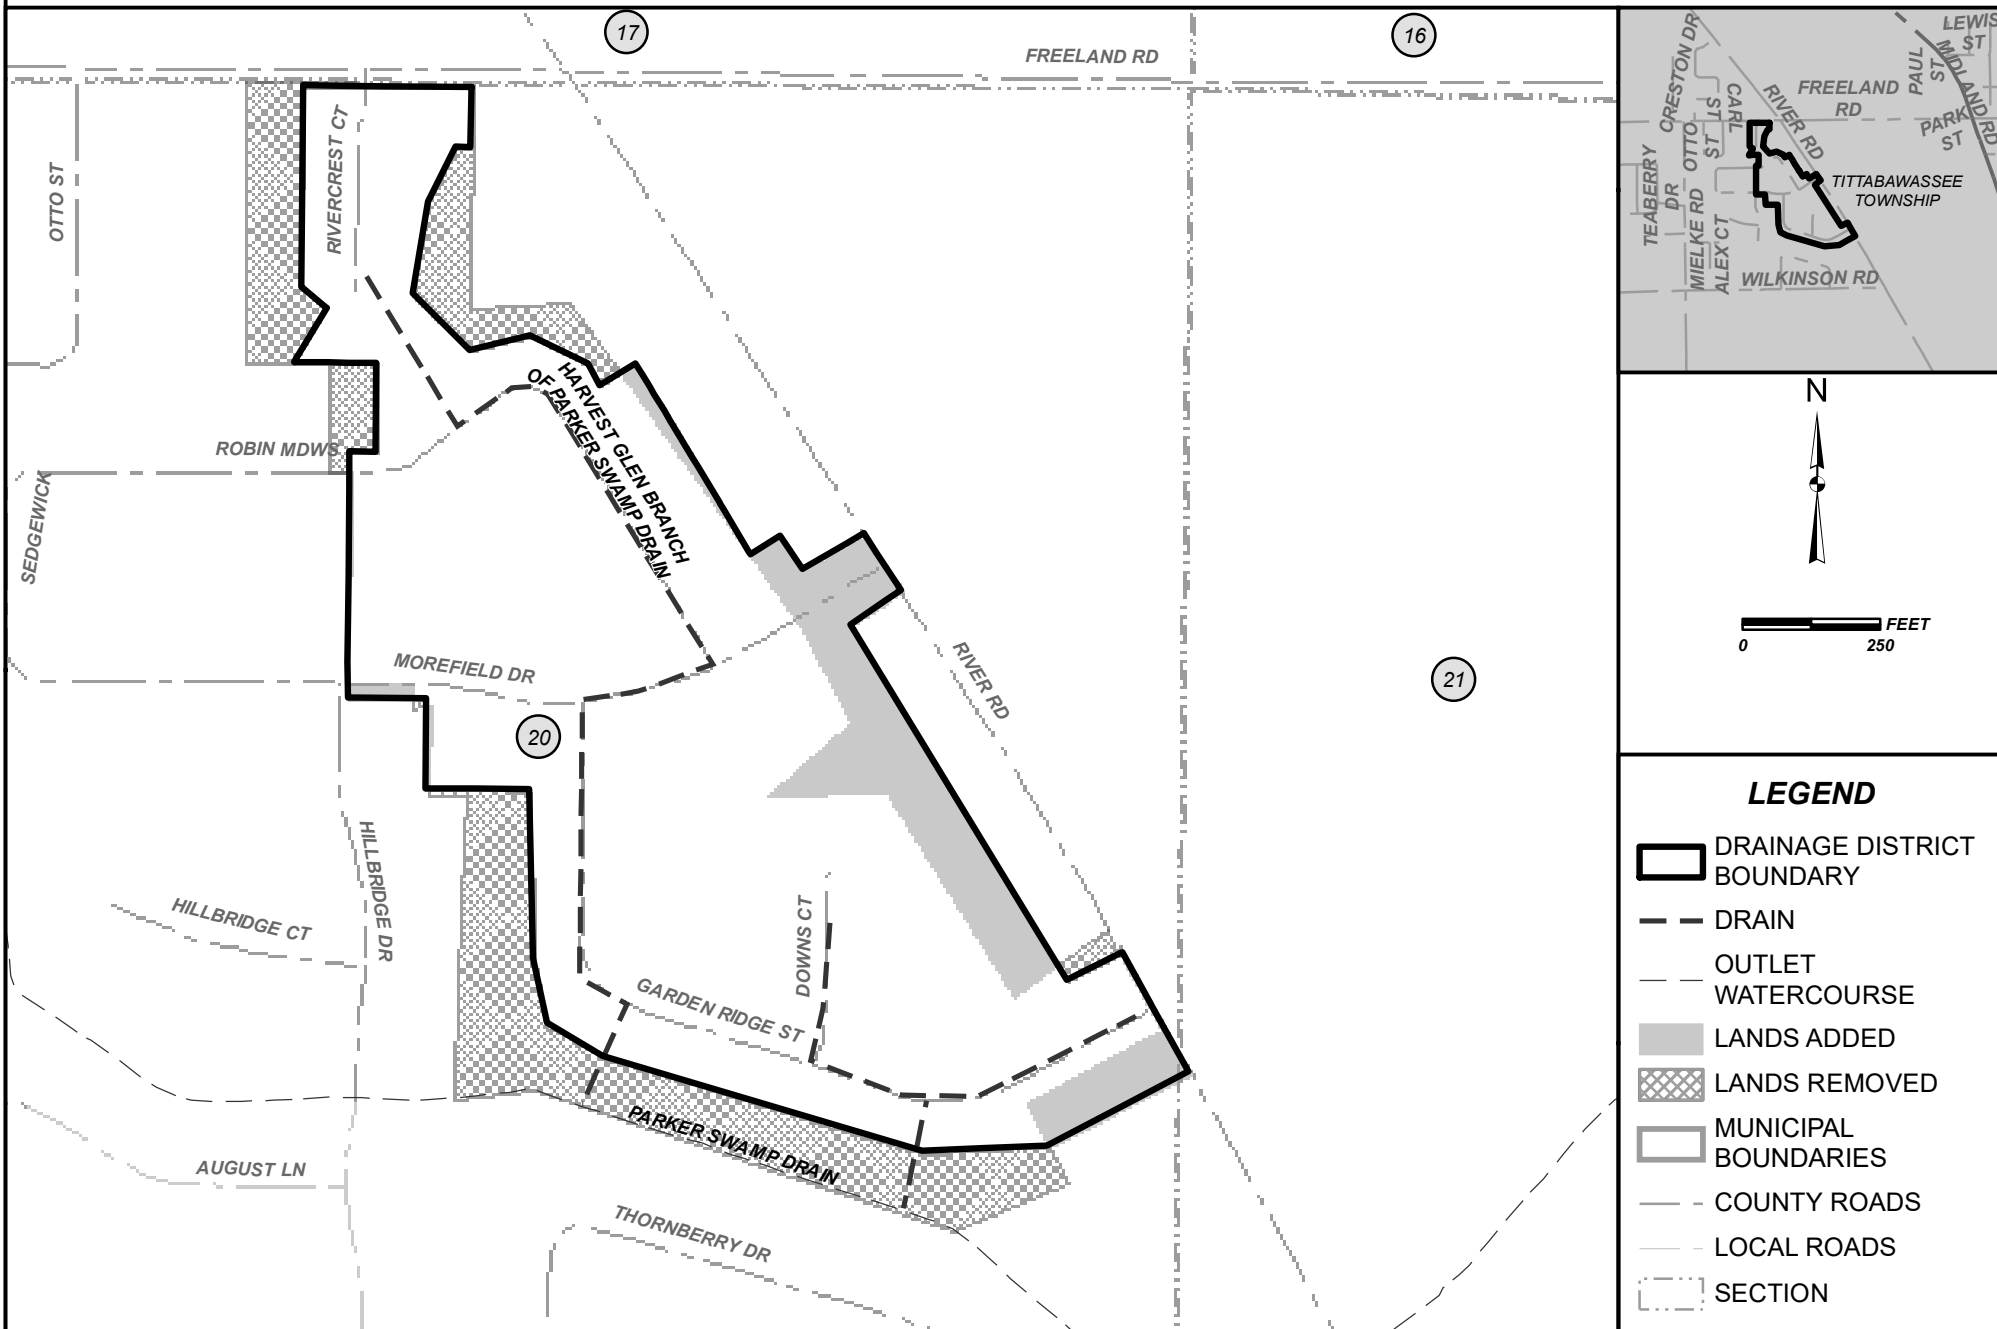 17
16
FREELAND RD
OTTO ST
RIVERCREST CT
HARVEST GLEN BRANCH
OF PARKER SWAMP DRAIN
ROBIN MDWS
SEDGEWICK
MOREFIELD DR
RIVER RD
20
21
HILLBRIDGE CT
HILLBRIDGE DR
DOWNS CT
GARDEN RIDGE ST
PARKER SWAMP DRAIN
AUGUST LN
THORNBERRY DR
LEWIS
ST
CRESTON DR
PAUL
ST
MIDLAND RD
FREELAND
RD
CARL
ST
RIVER RD
PARK
ST
OTTO
ST
TEABERRY
DR
TITTABAWASSEE
TOWNSHIP
MIELKE RD
ALEX CT
WILKINSON RD
N
FEET
0
250
LEGEND
DRAINAGE DISTRICT
BOUNDARY
DRAIN
OUTLET
WATERCOURSE
LANDS ADDED
LANDS REMOVED
MUNICIPAL
BOUNDARIES
COUNTY ROADS
LOCAL ROADS
SECTION